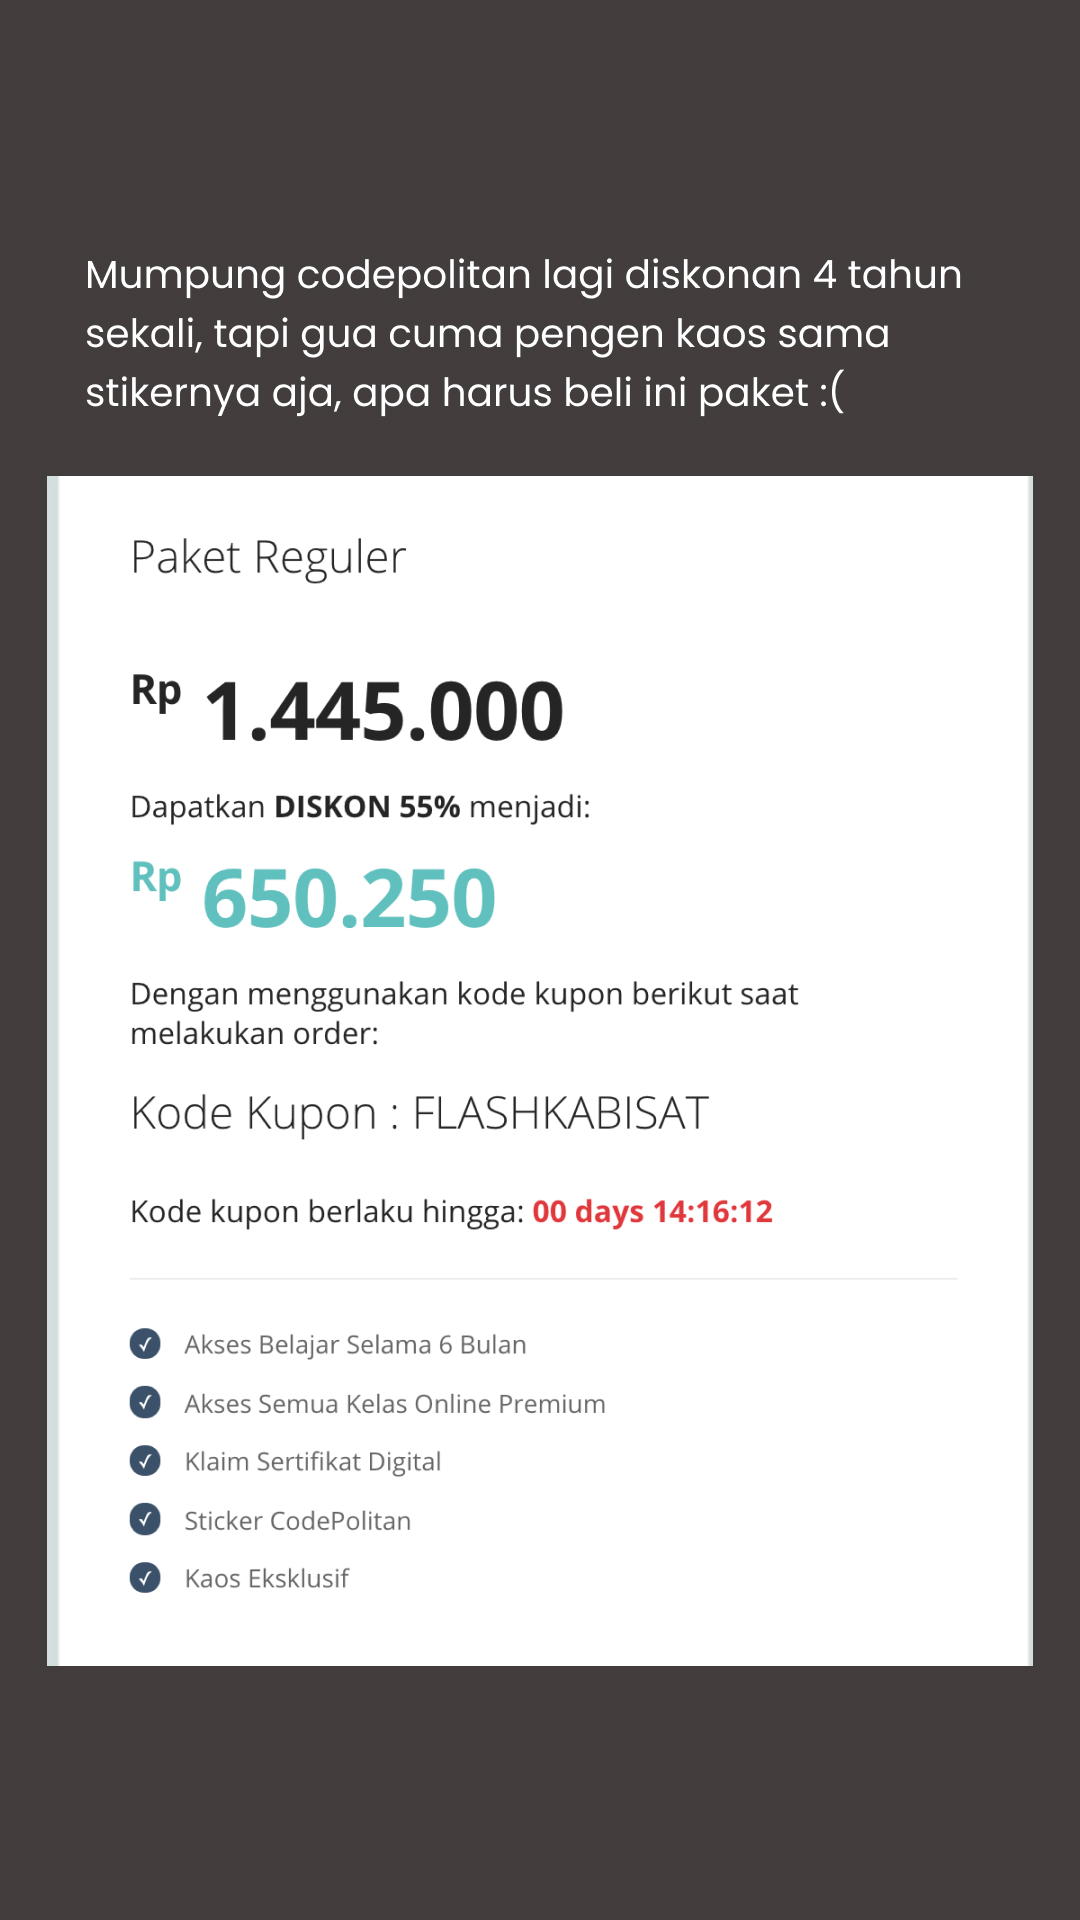 Mumpung codepolitan lagi diskonan 4 tahun
sekali, tapi gua cuma pengen kaos sama
stikernya aja, apa harus beli ini paket :(
Paket Reguler
Rp 1.445.000
Dapatkan DISKON 55% menjadi:
Rp 650.250
Dengan menggunakan kode kupon berikut saat
melakukan order:
Kode Kupon : FLASHKABISAT
Kode kupon berlaku hingga: 00 days 14:16:12
Akses Belajar Selama 6 Bulan
Akses Semua Kelas Online Premium
Klaim Sertifikat Digital
Sticker CodePolitan
Kaos Eksklusif